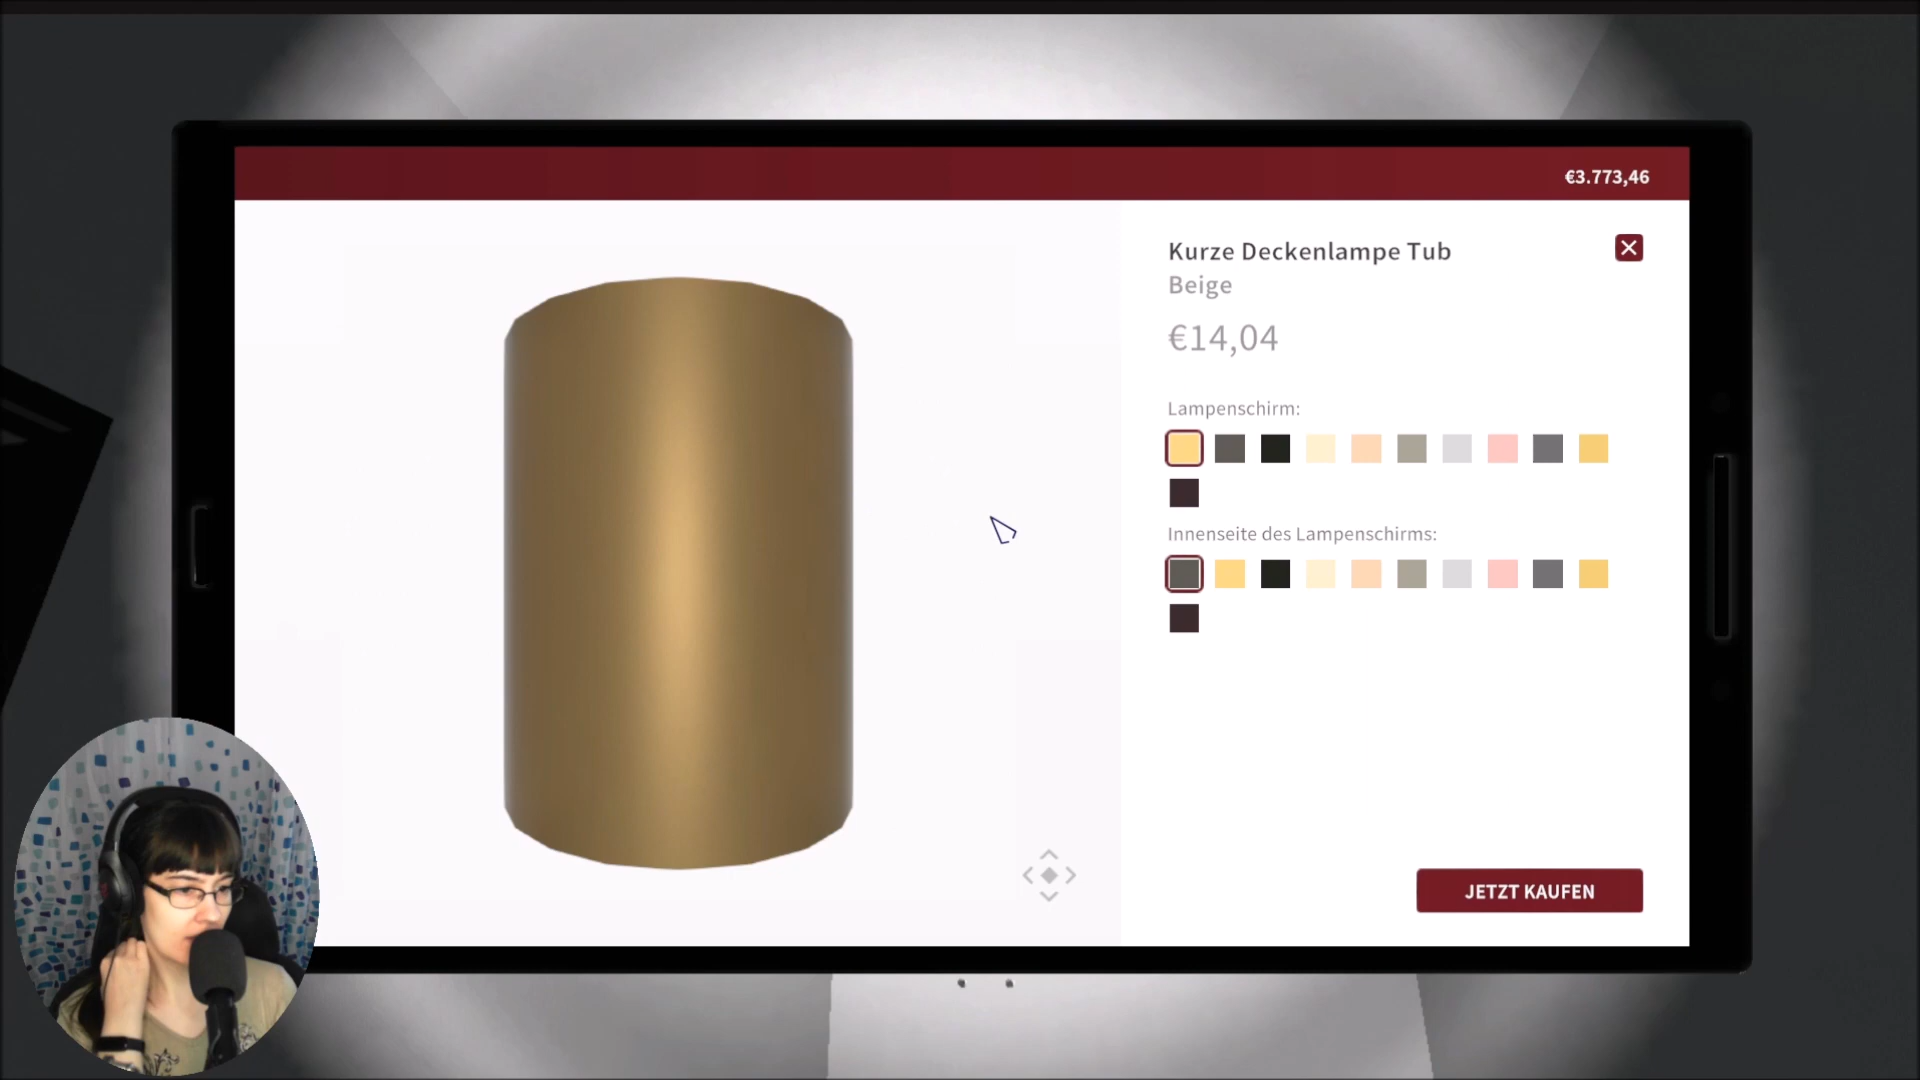 €3.773,46
Kurze Deckenlampe Tub
Beige
€14,04
Lampenschirm:
Innenseite des Lampenschirms:
JETZT KAUFEN